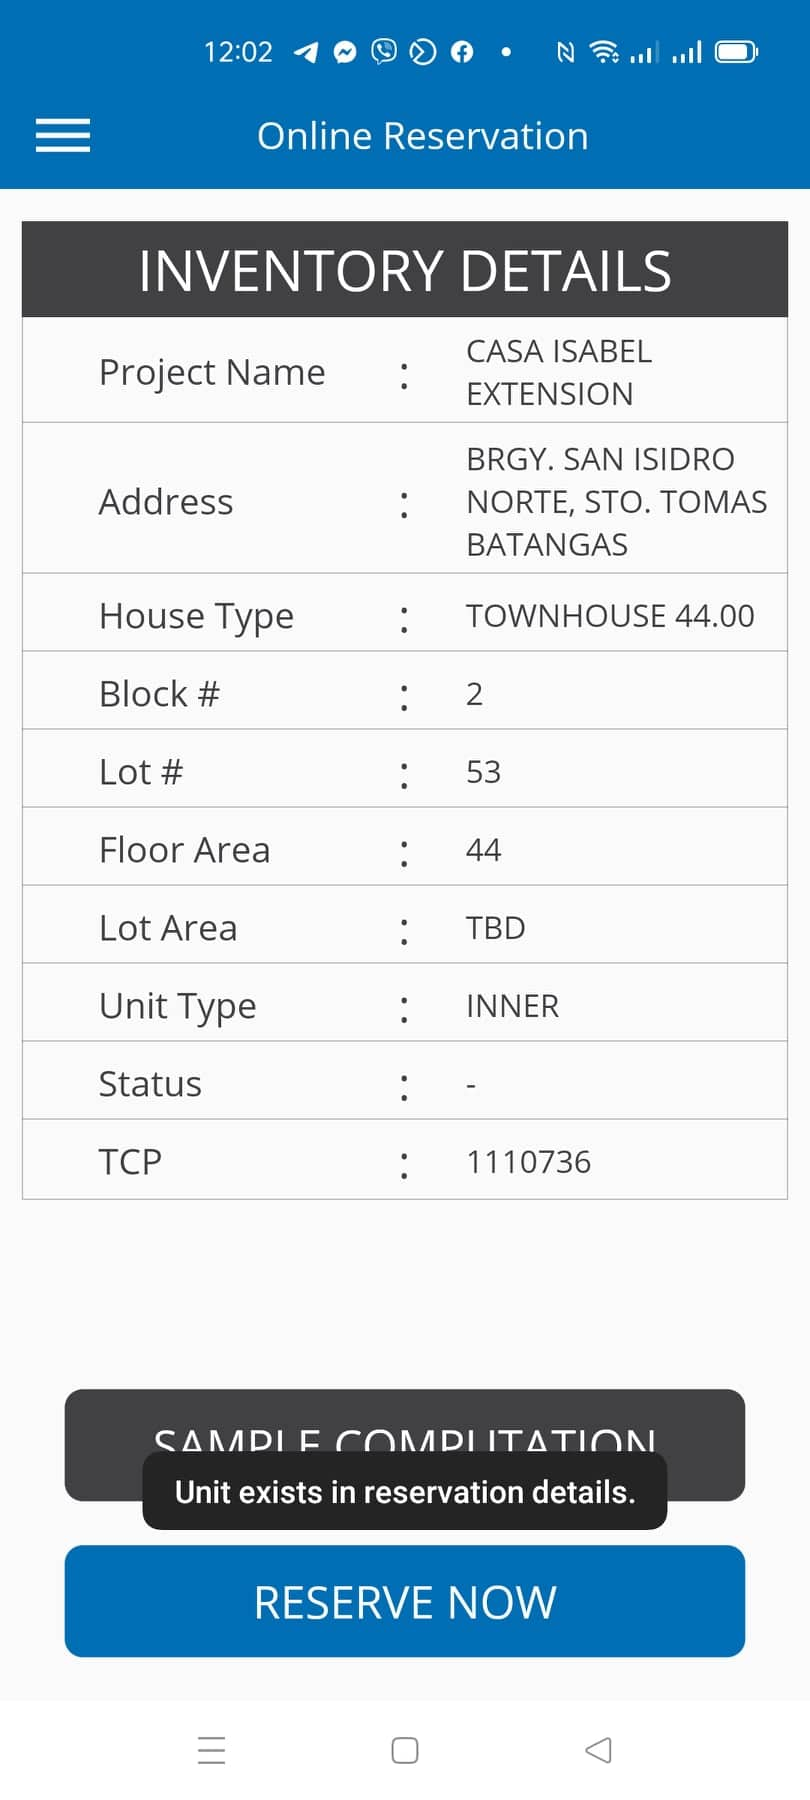 12:02
Online Reservation
INVENTORY DETAILS
Project Name : CASA ISABEL
EXTENSION
Address : BRGY. SAN ISIDRO
NORTE, STO. TOMAS
BATANGAS
House Type : TOWNHOUSE 44.00
Block # : 2
Lot # : 53
Floor Area : 44
Lot Area : TBD
Unit Type : INNER
Status : -
TCP : 1110736
SAMPLE COMPUTATION
Unit exists in reservation details.
RESERVE NOW